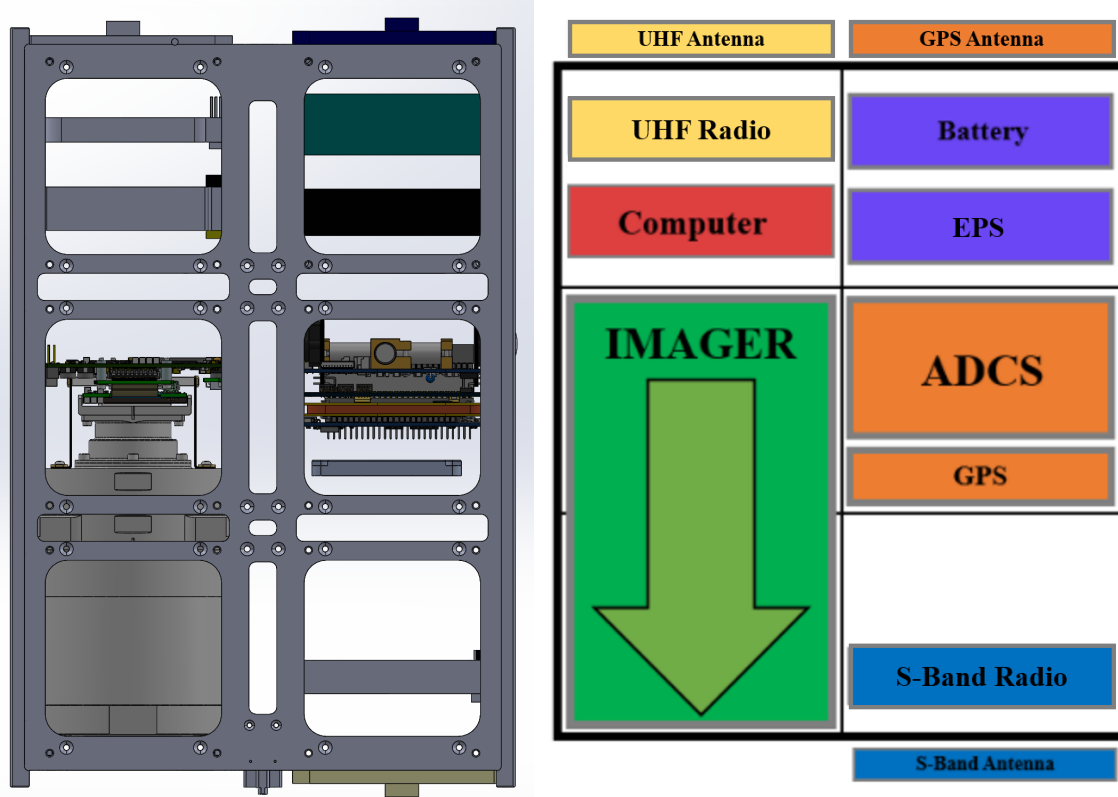 UHF Antenna
GPS Antenna
UHF Radio
Battery
Computer
EPS
IMAGER
ADCS
GPS
S-Band Radio
S-Band Antenna